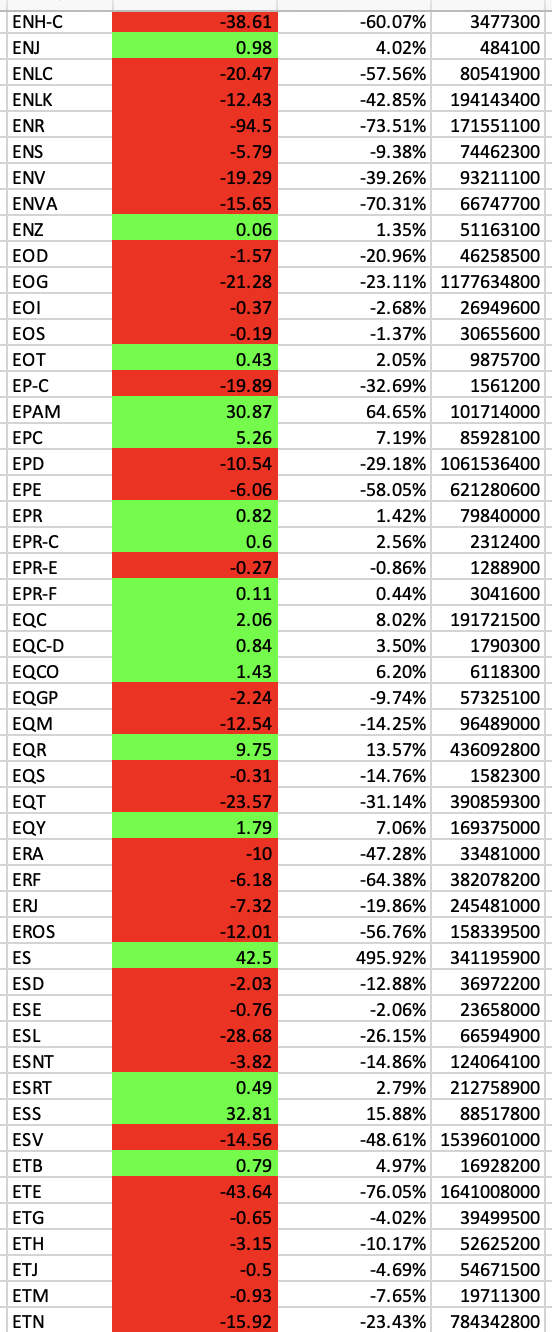 ENH-C -38.61 -60.07% 3477300
ENJ 0.98 4.02% 484100
ENLC -20.47 -57.56% 80541900
ENLK -12.43 -42.85% 194143400
ENR -94.5 -73.51% 171551100
ENS -5.79 -9.38% 74462300
ENV -19.29 -39.26% 93211100
ENVA -15.65 -70.31% 66747700
ENZ 0.06 1.35% 51163100
EOD -1.57 -20.96% 46258500
EOG -21.28 -23.11% 1177634800
EOI -0.37 -2.68% 26949600
EOS -0.19 -1.37% 30655600
EOT 0.43 2.05% 9875700
EP-C -19.89 -32.69% 1561200
EPAM 30.87 64.65% 101714000
EPC 5.26 7.19% 85928100
EPD -10.54 -29.18% 1061536400
EPE -6.06 -58.05% 621280600
EPR 0.82 1.42% 79840000
EPR-C 0.6 2.56% 2312400
EPR-E -0.27 -0.86% 1288900
EPR-F 0.11 0.44% 3041600
EQC 2.06 8.02% 191721500
EQC-D 0.84 3.50% 1790300
EQCO 1.43 6.20% 6118300
EQGP -2.24 -9.74% 57325100
EQM -12.54 -14.25% 96489000
EQR 9.75 13.57% 436092800
EQS -0.31 -14.76% 1582300
EQT -23.57 -31.14% 390859300
EQY 1.79 7.06% 169375000
ERA -10 -47.28% 33481000
ERF -6.18 -64.38% 382078200
ERJ -7.32 -19.86% 245481000
EROS -12.01 -56.76% 158339500
ES 42.5 495.92% 341195900
ESD -2.03 -12.88% 36972200
ESE -0.76 -2.06% 23658000
ESL -28.68 -26.15% 66594900
ESNT -3.82 -14.86% 124064100
ESRT 0.49 2.79% 212758900
ESS 32.81 15.88% 88517800
ESV -14.56 -48.61% 1539601000
ETB 0.79 4.97% 16928200
ETE -43.64 -76.05% 1641008000
ETG -0.65 -4.02% 39499500
ETH -3.15 -10.17% 52625200
ETJ -0.5 -4.69% 54671500
ETM -0.93 -7.65% 19711300
ETN -15.92 -23.43% 784342800